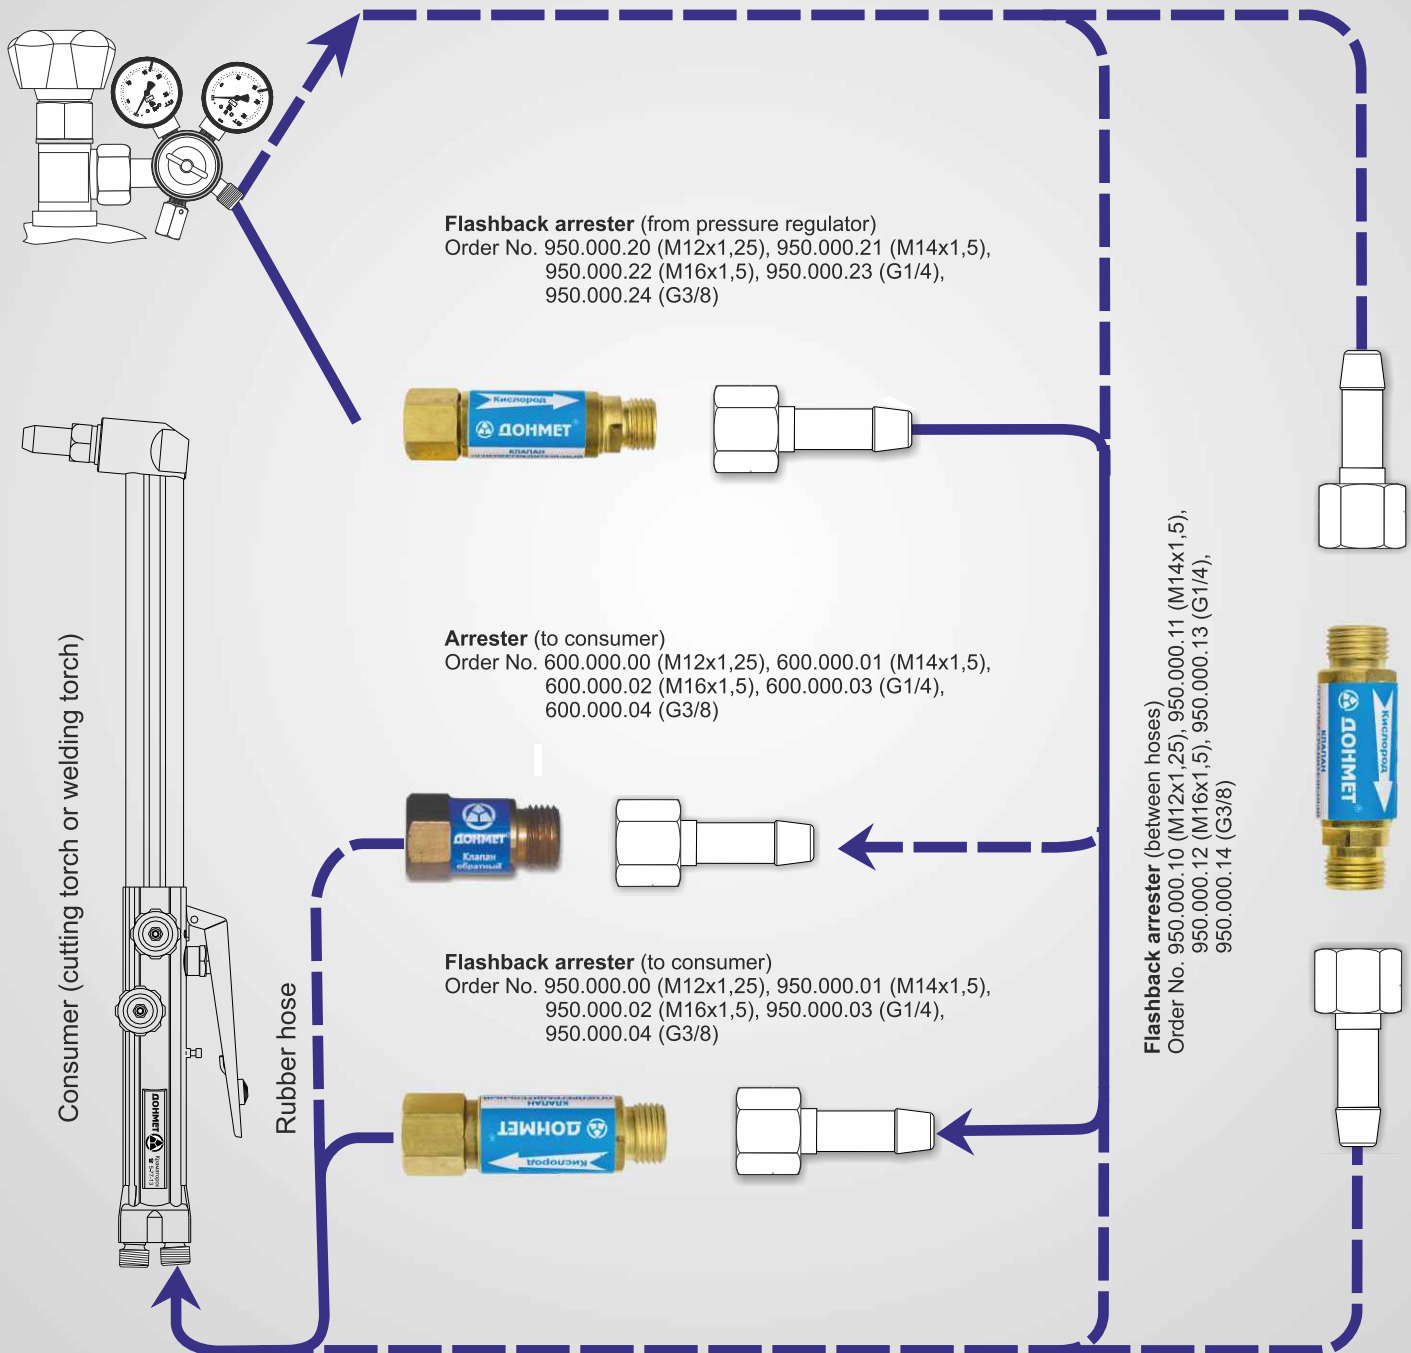 Flashback arrester (from pressure regulator)
Order No. 950.000.20 (M12x1,25), 950.000.21 (M14x1,5),
950.000.22 (M16x1,5), 950.000.23 (G1/4),
950.000.24 (G3/8)
Кислород
ДОНМЕТ
КЛАПАН
Arrester (to consumer)
Order No. 600.000.00 (M12x1,25), 600.000.01 (M14x1,5),
600.000.02 (M16x1,5), 600.000.03 (G1/4),
600.000.04 (G3/8)
ДОНМЕТ
Клапан
обратный
Flashback arrester (to consumer)
Order No. 950.000.00 (M12x1,25), 950.000.01 (M14x1,5),
950.000.02 (M16x1,5), 950.000.03 (G1/4),
950.000.04 (G3/8)
КЛАПАН
ОГНЕПРЕГРАДИТЕЛЬНЫЙ
ДОНМЕТ
Кислород
Consumer (cutting torch or welding torch)
ДОНМЕТ
Rubber hose
Flashback arrester (between hoses)
Order No. 950.000.10 (M12x1,25), 950.000.11 (M14x1,5),
950.000.12 (M16x1,5), 950.000.13 (G1/4),
950.000.14 (G3/8)
Кислород
ДОНМЕТ
КЛАПАН